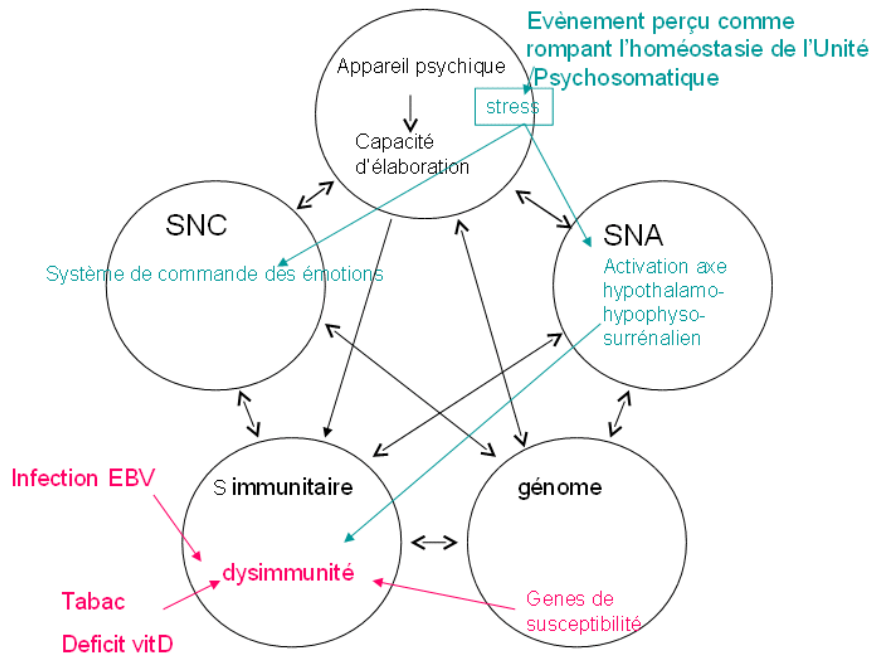 Evènement perçu comme
rompant l'homéostasie de l'Unité
/Psychosomatique
Appareil psychique
stress
Capacité
d'élaboration
SNC
Système de commande des émotions
SNA
Activation axe
hypothalamo-
hypophyso-
surrénalien
Infection EBV
S immunitaire
génome
dysimmunité
Tabac
Deficit vitD
Genes de
susceptibilité